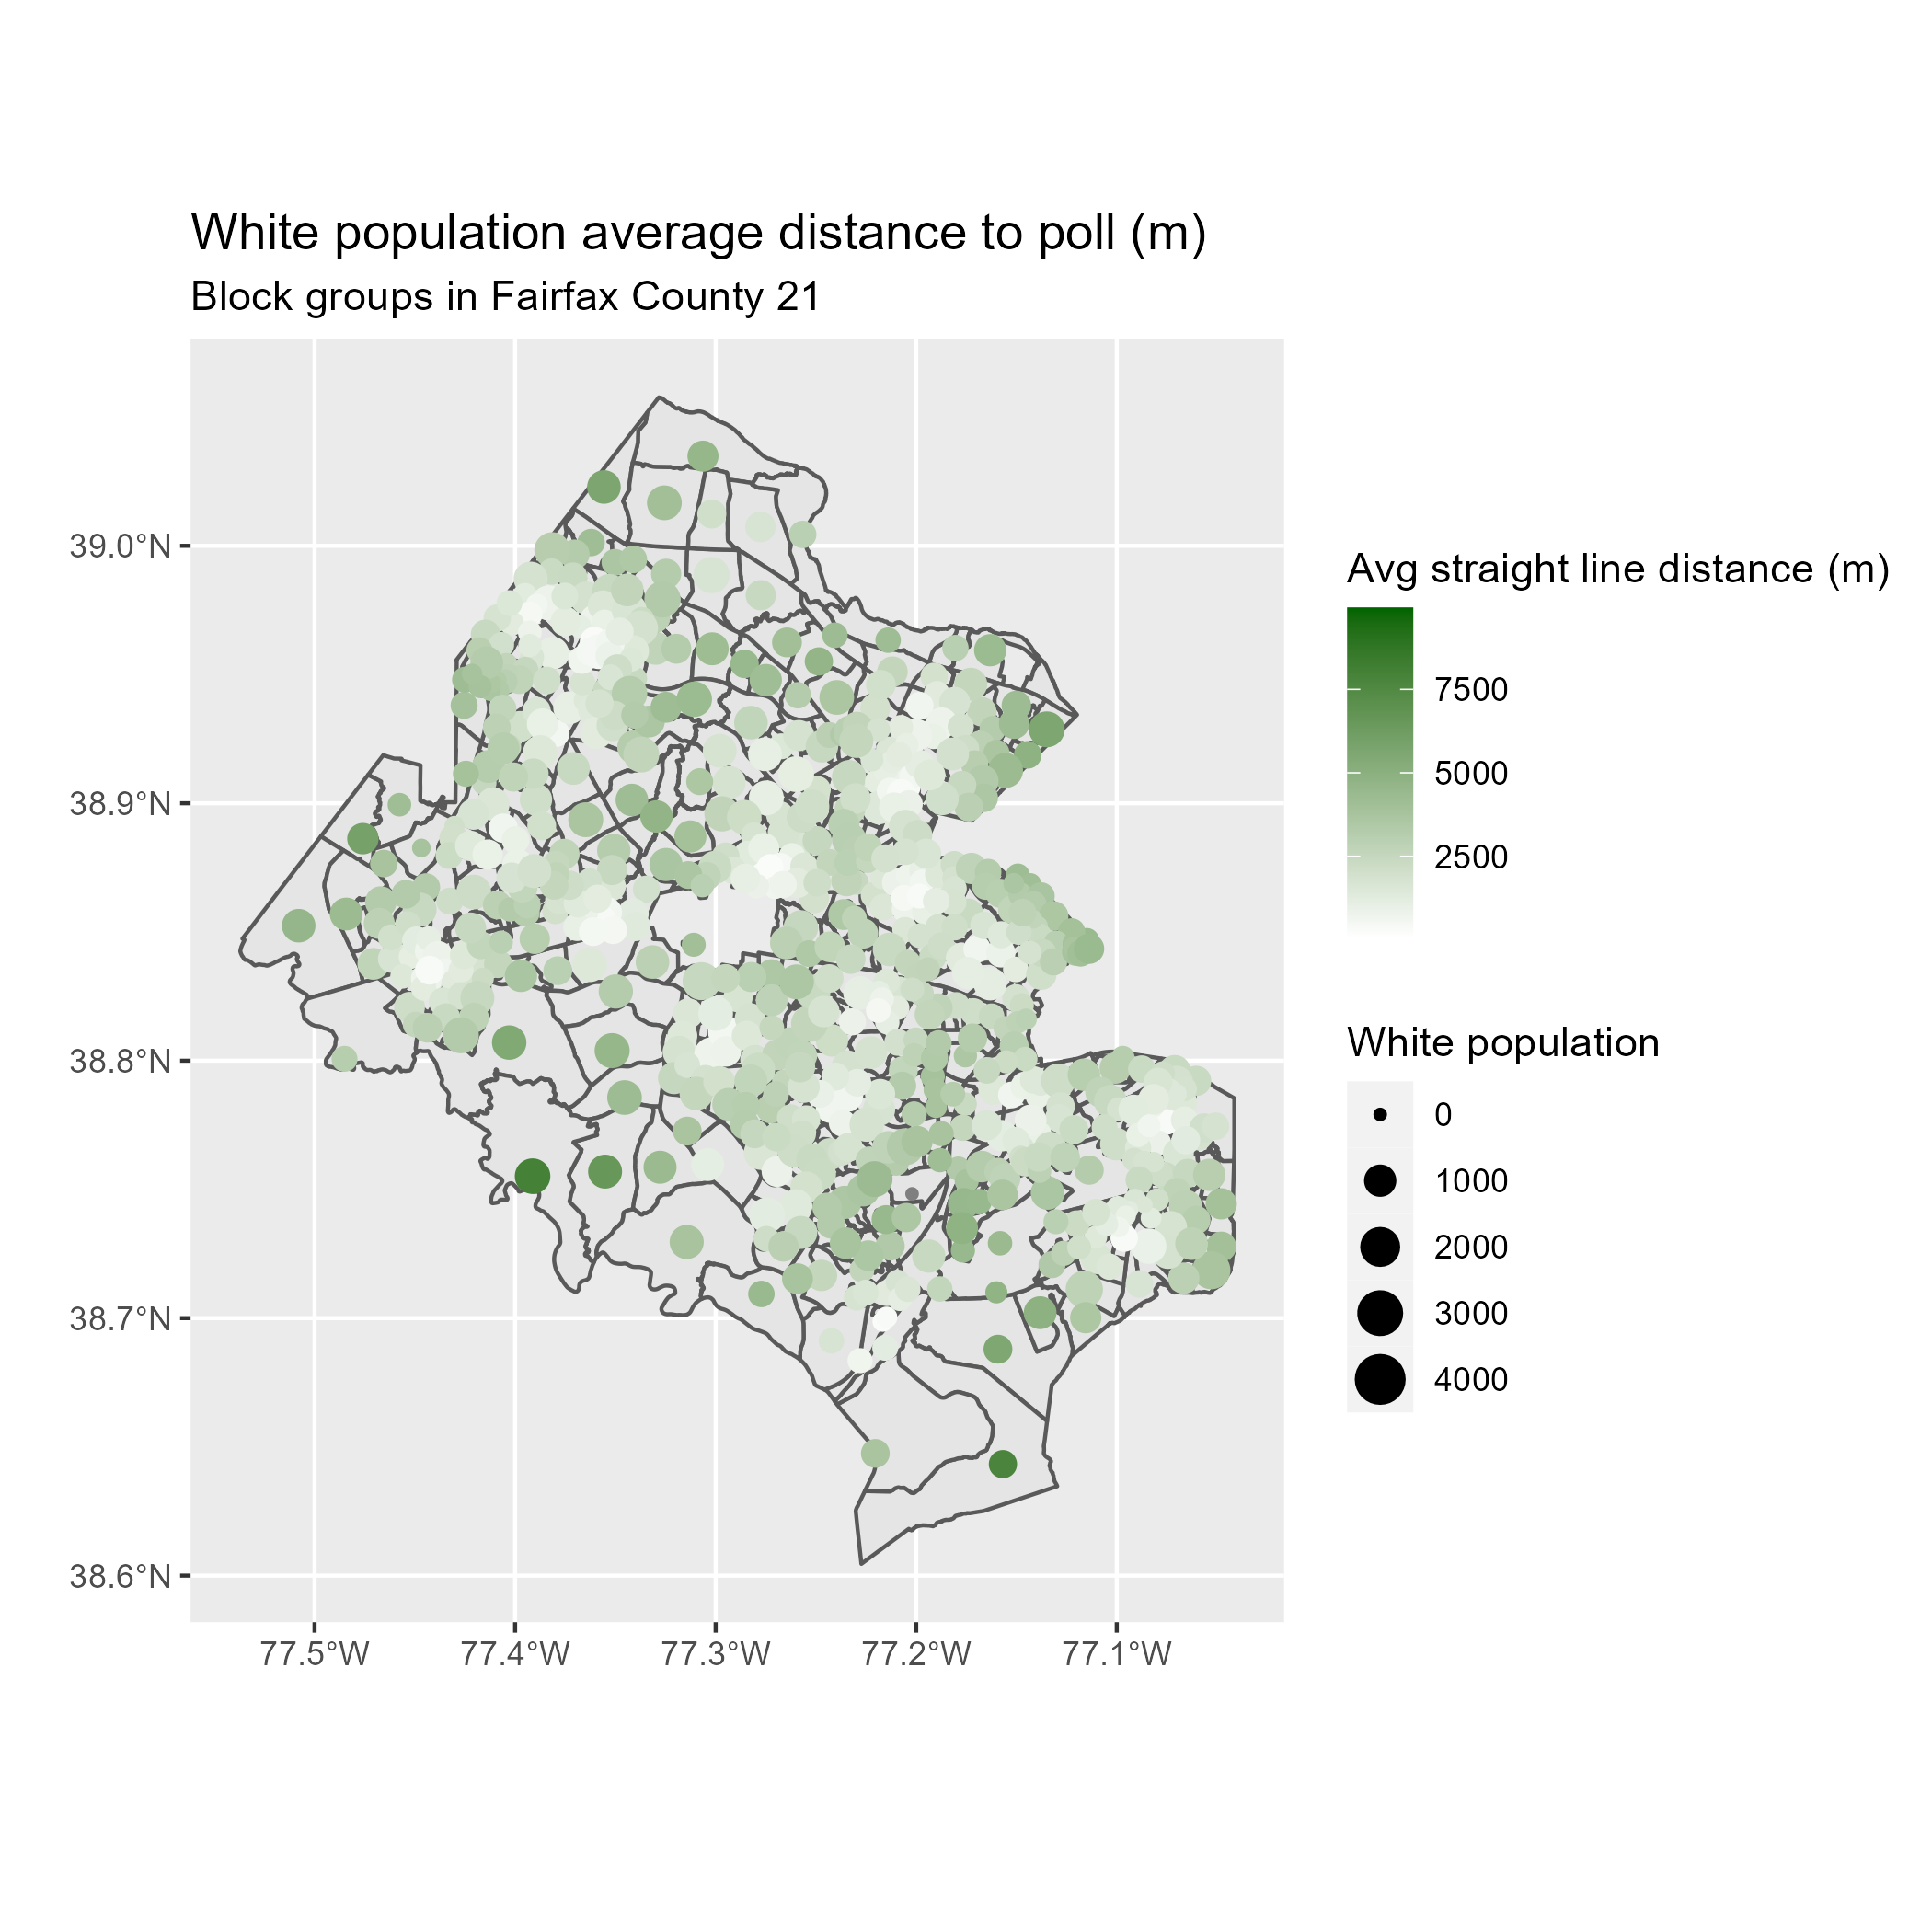 White population average distance to poll (m)
Block groups in Fairfax County 21
39.0°N
38.9°N
38.8°N
38.7°N
38.6°N
77.5°W 77.4°W 77.3°W 77.2°W 77.1°W
Avg straight line distance (m)
7500
5000
2500
White population
0
1000
2000
3000
4000